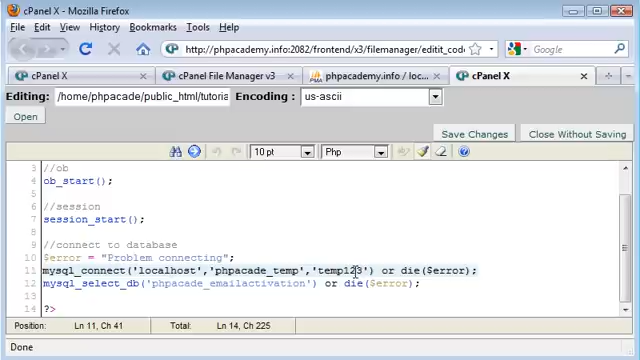 cPanel X - Mozilla Firefox
File Edit View History Bookmarks Tools Help
http://phpacademy.info:2082/frontend/x3/filemanager/editit_code
Google
cPanel X
cPanel File Manager v3
phpacademy.info / loc...
cPanel X
Editing: /home/phpacade/public_html/tutoria Encoding : us-ascii
Open
Save Changes Close Without Saving
10 pt Php
3 //ob
4 ob_start();
5
6 //session
7 session_start();
8
9 //connect to database
10 $error = "Problem connecting";
11 mysql_connect('localhost','phpacade_temp','temp123') or die($error);
12 mysql_select_db('phpacade_emailactivation') or die($error);
13
14 ?>
Position: Ln 11, Ch 41 Total: Ln 14, Ch 225
Done